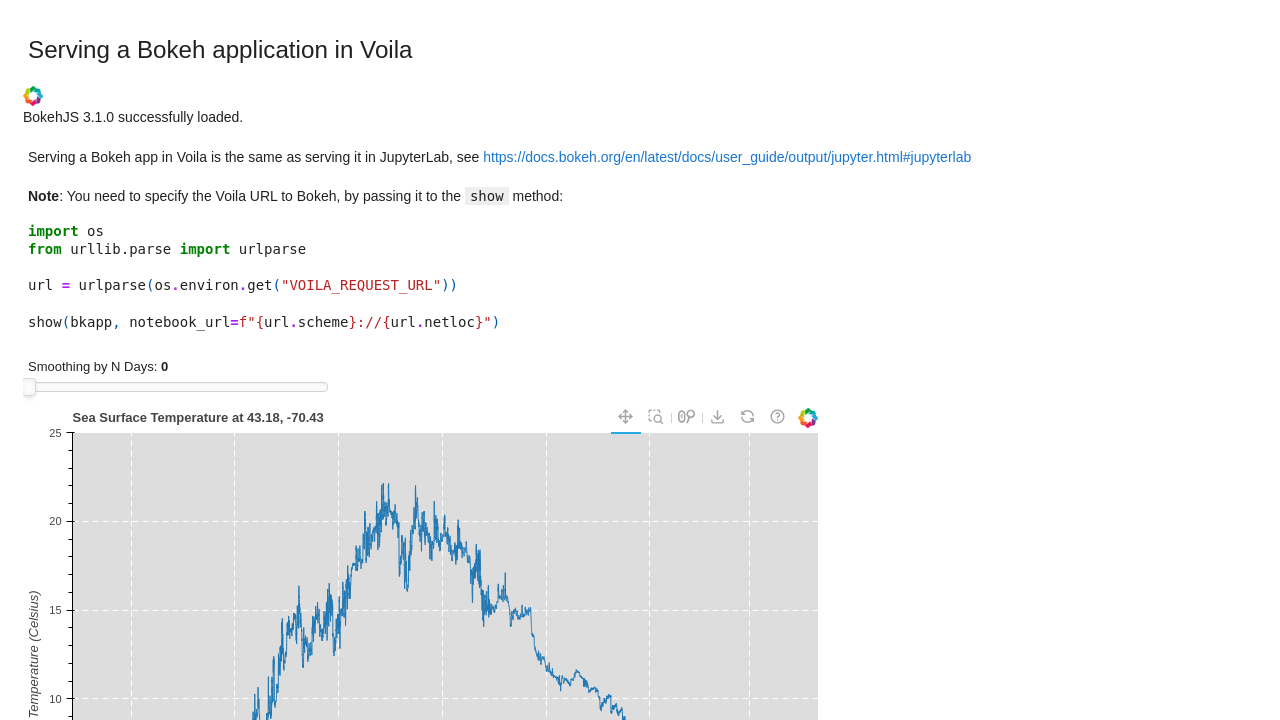 Serving a Bokeh application in Voila
BokehJS 3.1.0 successfully loaded.
Serving a Bokeh app in Voila is the same as serving it in JupyterLab, see https://docs.bokeh.org/en/latest/docs/user_guide/output/jupyter.html#jupyterlab
Note: You need to specify the Voila URL to Bokeh, by passing it to the show method:
import os
from urllib.parse import urlparse
url = urlparse(os.environ.get("VOILA_REQUEST_URL"))
show(bkapp, notebook_url=f"{url.scheme}://{url.netloc}")
Smoothing by N Days: 0
Sea Surface Temperature at 43.18, -70.43
25
20
15
10
Temperature (Celsius)